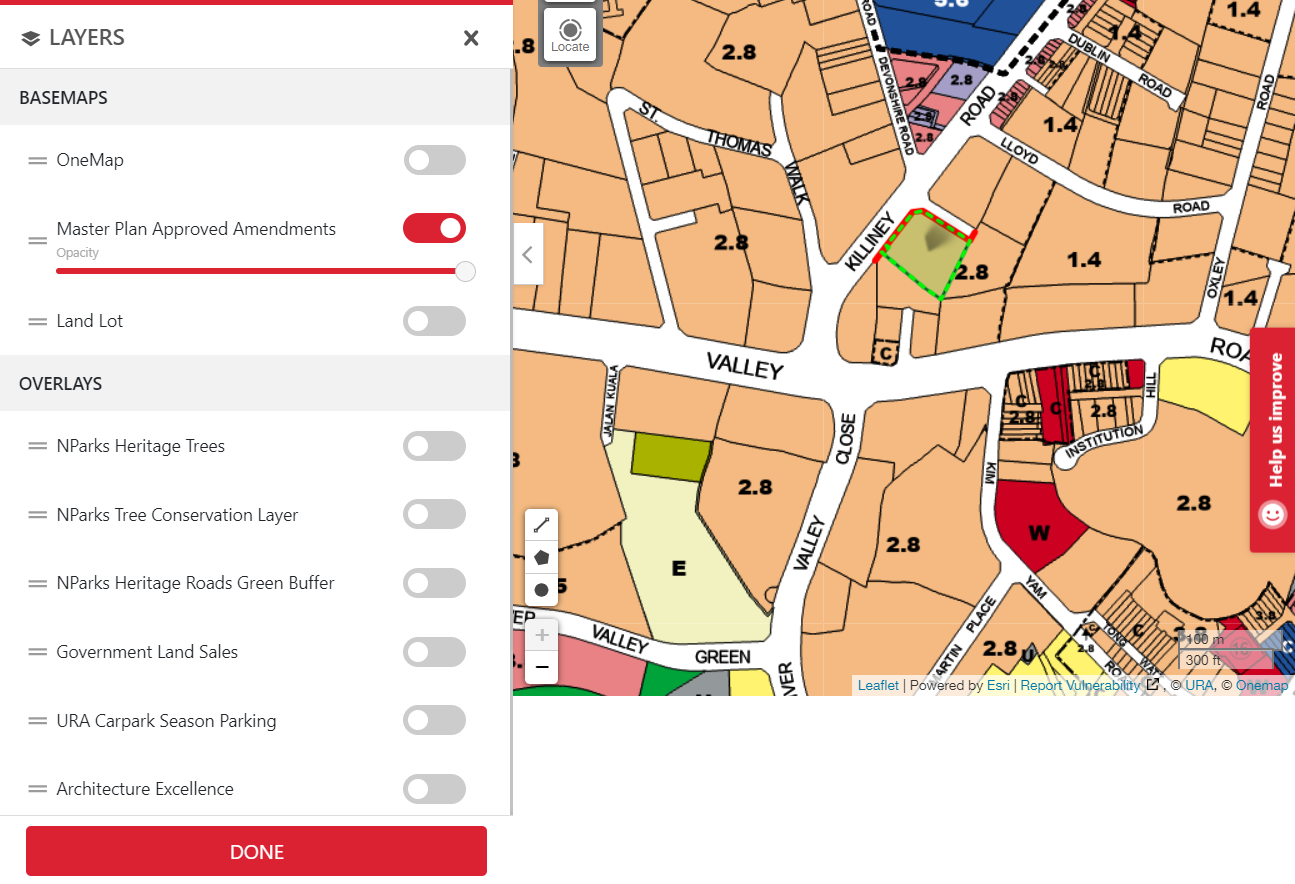 LAYERS
BASEMAPS
OneMap
Master Plan Approved Amendments
Opacity
Land Lot
OVERLAYS
NParks Heritage Trees
NParks Tree Conservation Layer
NParks Heritage Roads Green Buffer
Government Land Sales
URA Carpark Season Parking
Architecture Excellence
DONE
Locate
1.4
1.4
2.8
2.8
ROAD
DUBLIN
ROAD
ROAD
DEVONSHIRE ROAD
2.8
2.8
2.8
2.8
ROAD
1.4
LLOYD
ROAD
ST.
THOMAS
WALK
2.8
KILLINEY
2.8
1.4
OXLEY
1.4
VALLEY
C
ROA
JALAN KUALA
C
2.8
C
2.8
C
2.8
HILL
INSTITUTION
CLOSE
VALLEY
KIM
2.8
2.8
2.8
W
E
YAM
TONG
ROAD
C
2.8
3.8
VALLEY
GREEN
MARTIN PLACE
2.8
U
Help us improve
+
−
100 m
300 ft
Leaflet | Powered by Esri | Report Vulnerability, © URA, © Onemap